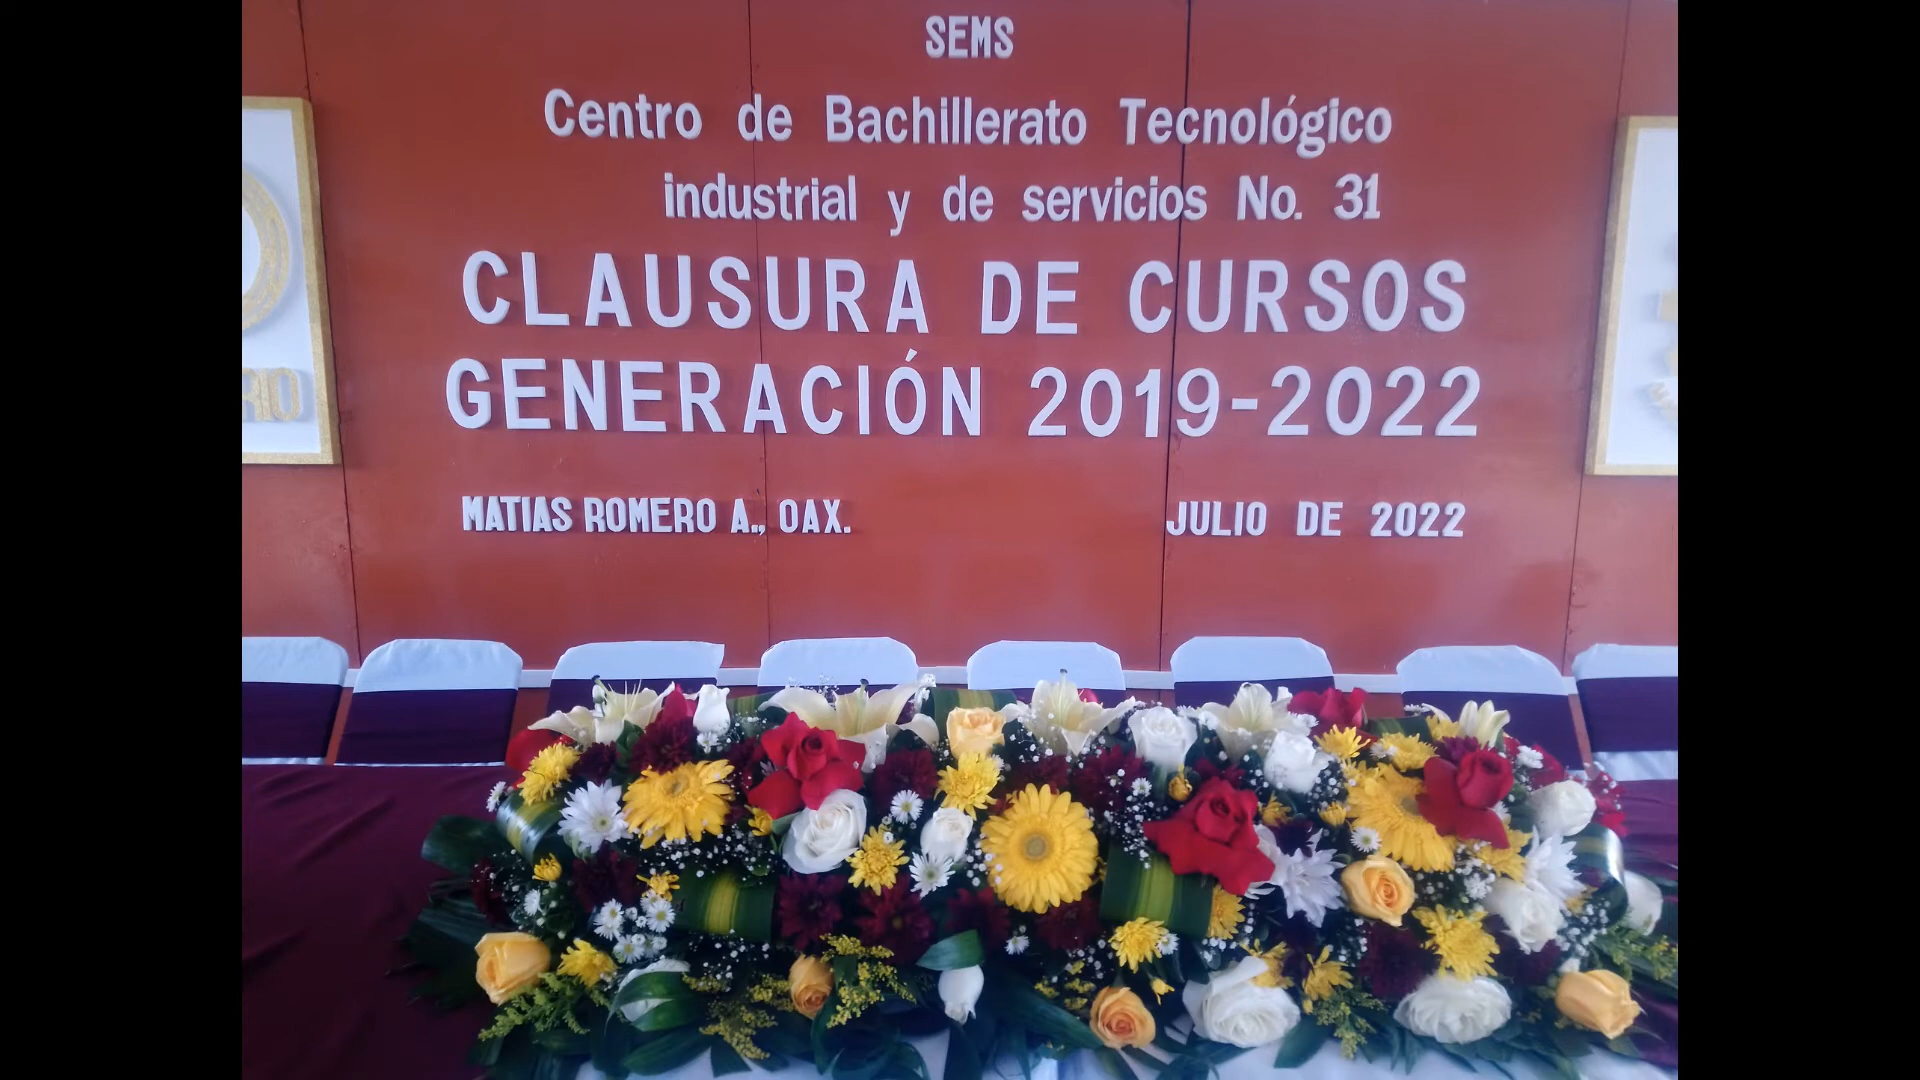 SEMS
Centro de Bachillerato Tecnológico
industrial y de servicios No. 31
CLAUSURA DE CURSOS
GENERACIÓN 2019-2022
MATIAS ROMERO A., OAX. JULIO DE 2022